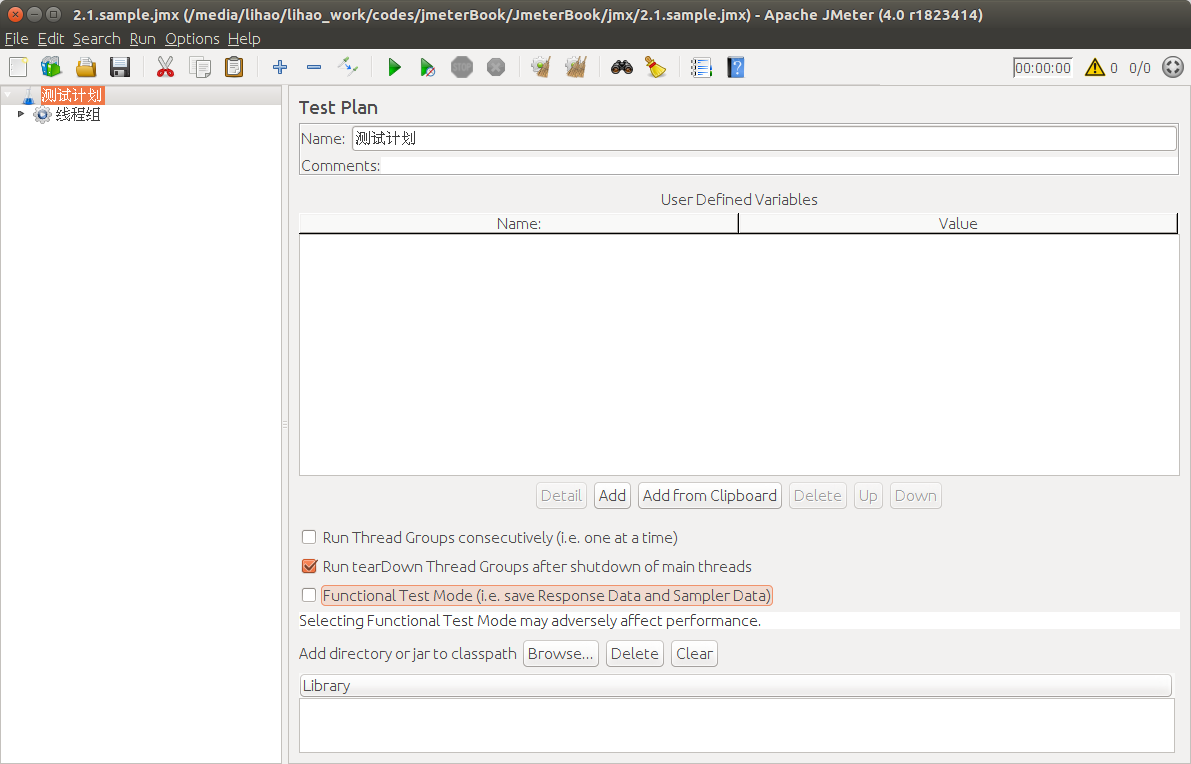 2.1.sample.jmx (/media/lihao/lihao_work/codes/jmeterBook/JmeterBook/jmx/2.1.sample.jmx) - Apache JMeter (4.0 r1823414)
File Edit Search Run Options Help
00:00:00 0 0/0
测试计划
线程组
Test Plan
Name: 测试计划
Comments:
User Defined Variables
Name: Value
Detail Add Add from Clipboard Delete Up Down
Run Thread Groups consecutively (i.e. one at a time)
Run tearDown Thread Groups after shutdown of main threads
Functional Test Mode (i.e. save Response Data and Sampler Data)
Selecting Functional Test Mode may adversely affect performance.
Add directory or jar to classpath Browse... Delete Clear
Library